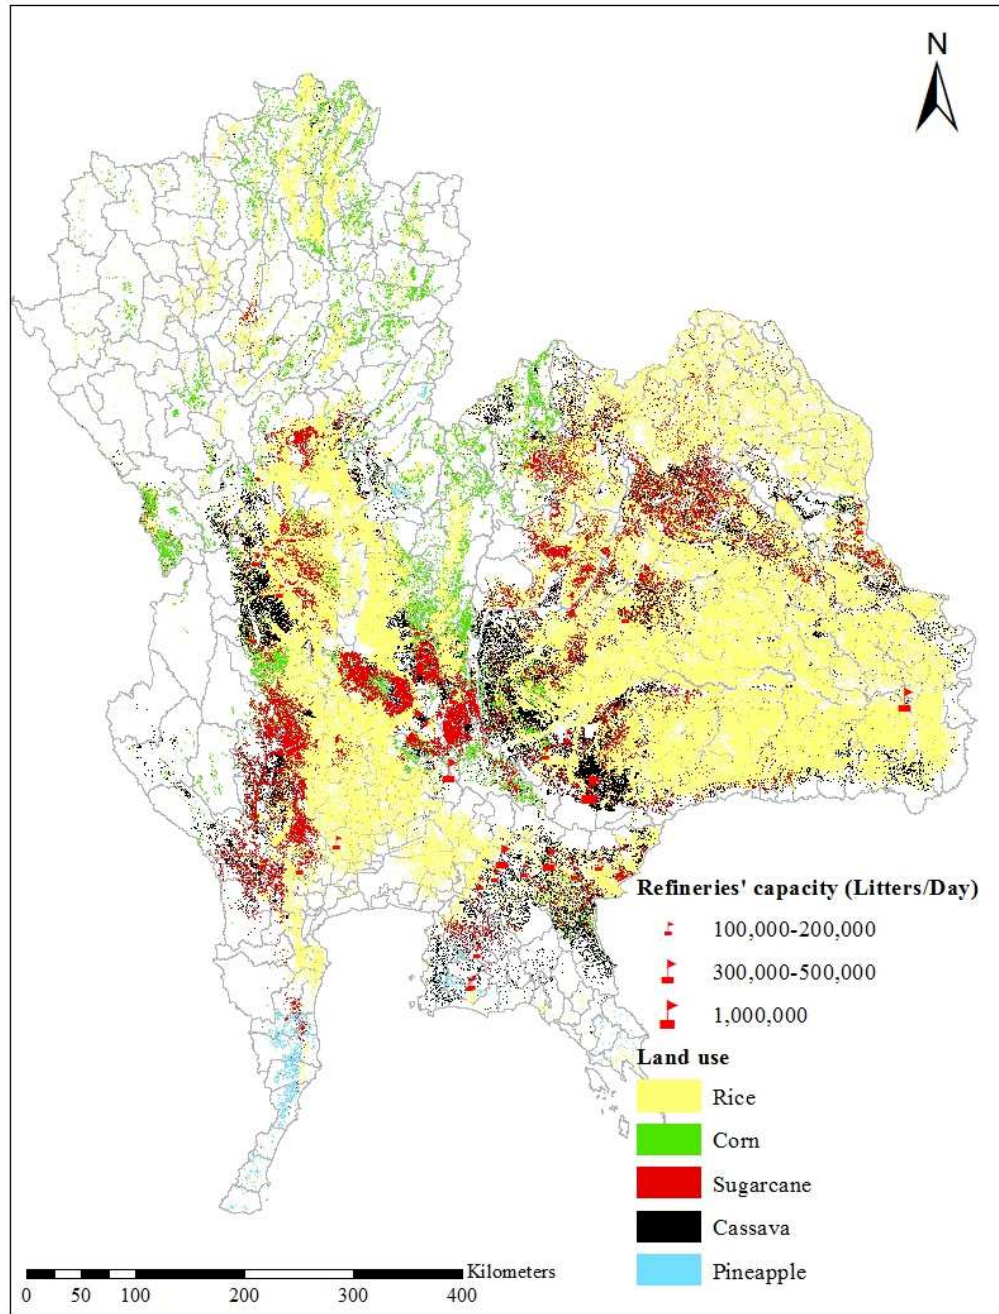 N
Refineries' capacity (Litters/Day)
100,000-200,000
300,000-500,000
1,000,000
Land use
Rice
Corn
Sugarcane
Cassava
Pineapple
Kilometers
0 50 100 200 300 400